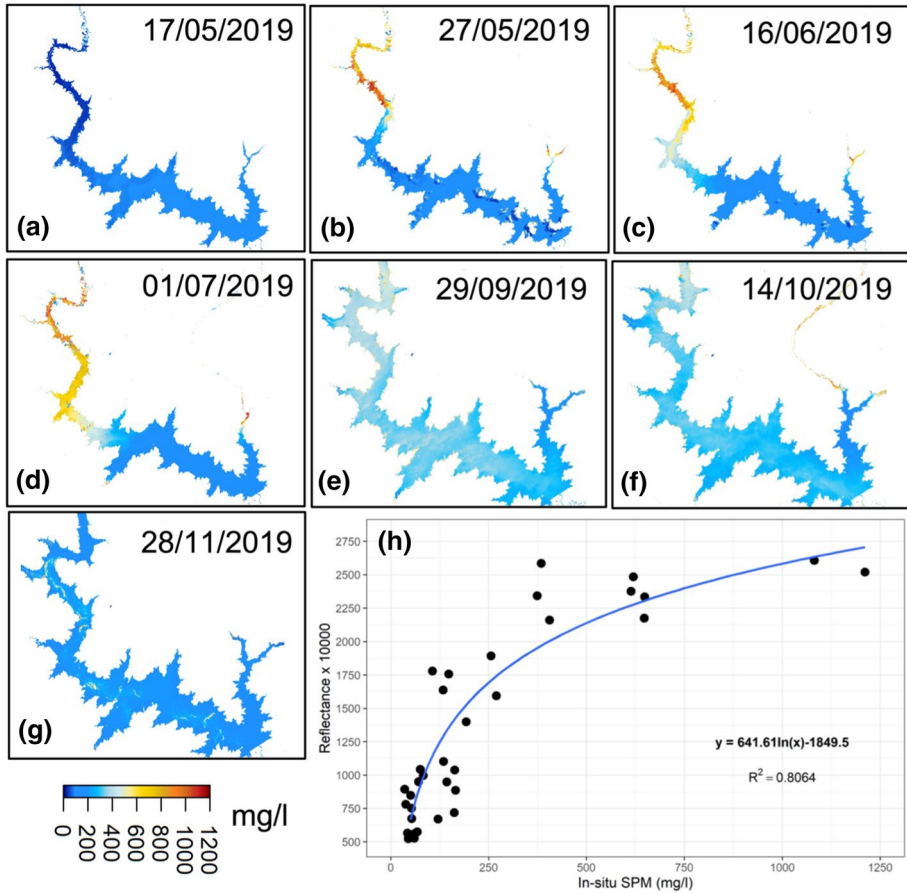 17/05/2019
(a)
27/05/2019
(b)
16/06/2019
(c)
01/07/2019
(d)
29/09/2019
(e)
14/10/2019
(f)
28/11/2019
(g)
0
200
400
600
800
1000
1200
mg/l
(h)
2750
2500
2250
2000
1750
1500
1250
1000
750
500
Reflectance x 10000
y = 641.61ln(x)-1849.5
R² = 0.8064
0 250 500 750 1000 1250
In-situ SPM (mg/l)